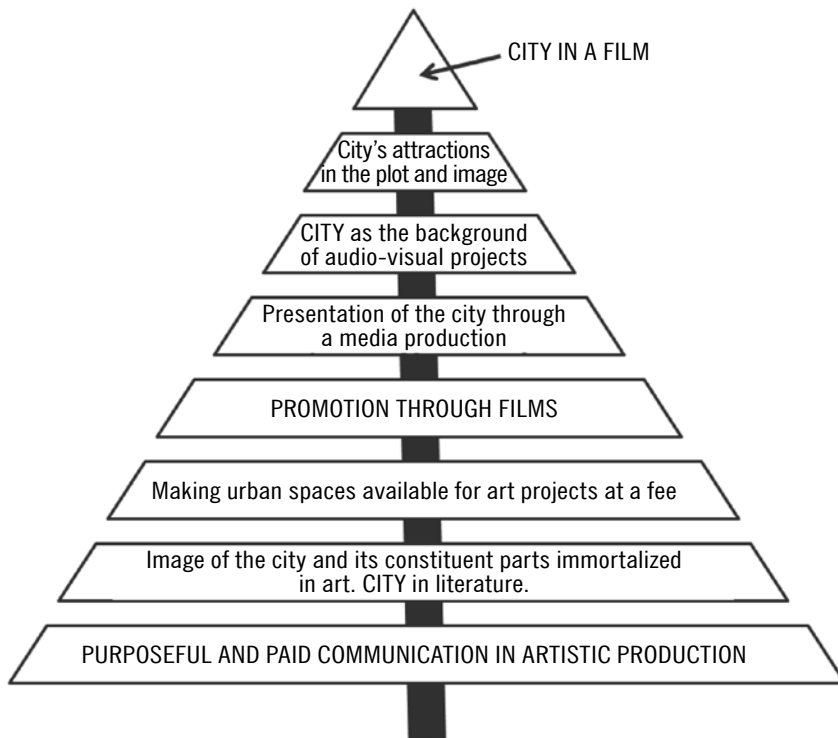 CITY IN A FILM
City's attractions
in the plot and image
CITY as the background
of audio-visual projects
Presentation of the city through
a media production
PROMOTION THROUGH FILMS
Making urban spaces available for art projects at a fee
Image of the city and its constituent parts immortalized
in art. CITY in literature.
PURPOSEFUL AND PAID COMMUNICATION IN ARTISTIC PRODUCTION